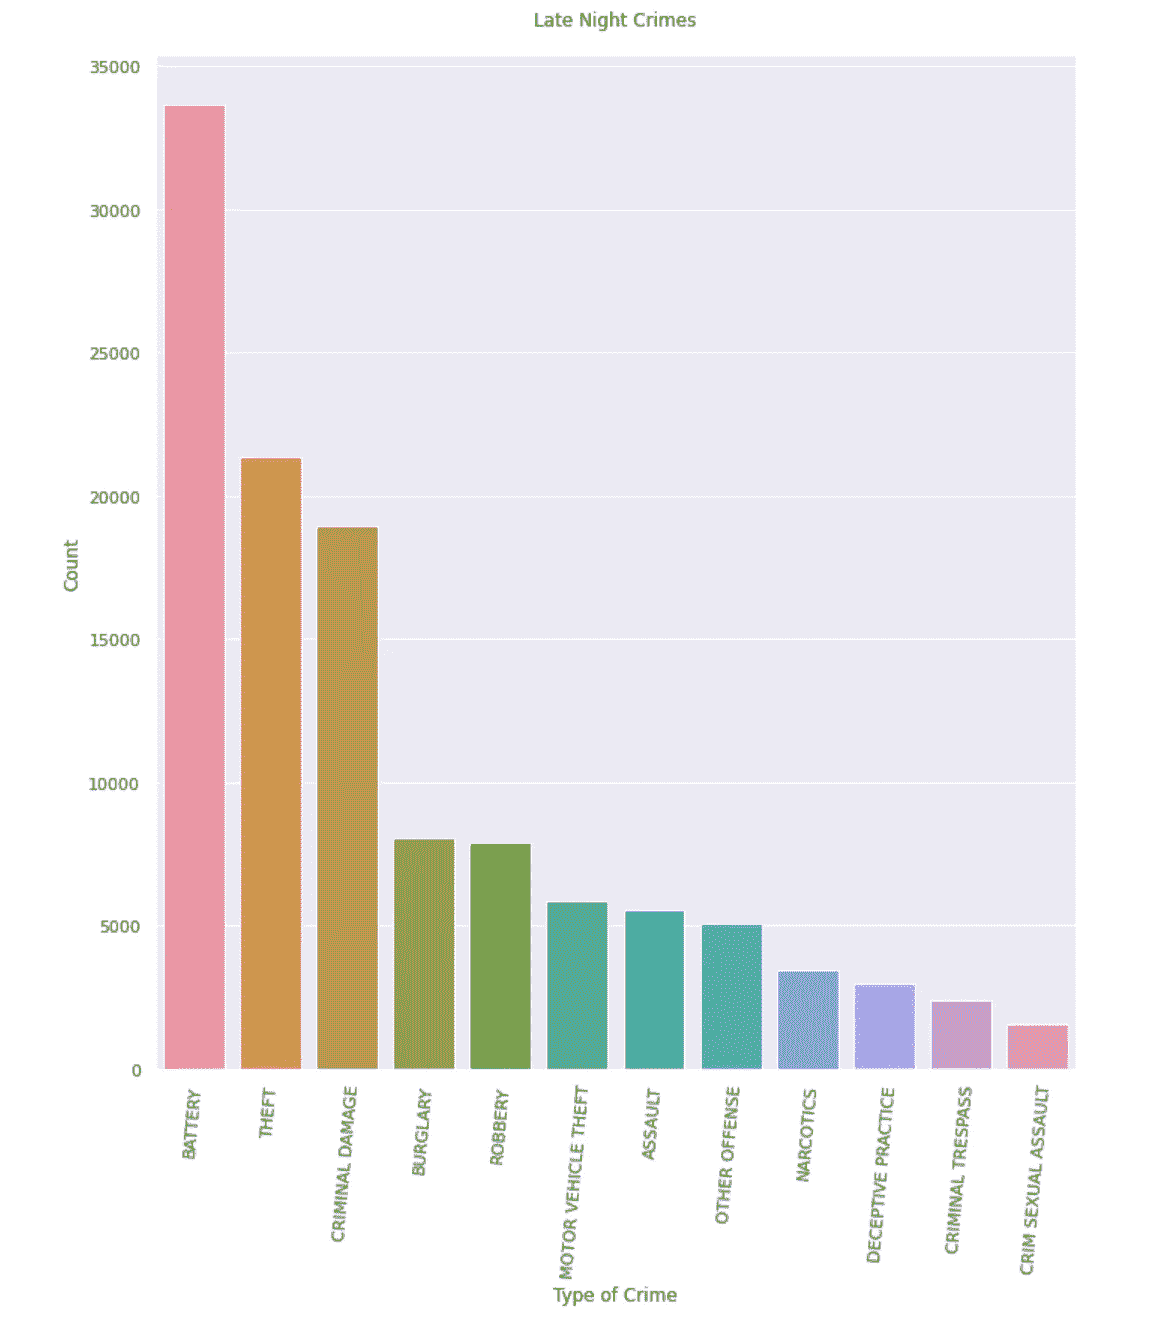 Late Night Crimes
35000
30000
25000
20000
15000
10000
5000
0
Count
BATTERY
THEFT
CRIMINAL DAMAGE
BURGLARY
ROBBERY
MOTOR VEHICLE THEFT
ASSAULT
OTHER OFFENSE
NARCOTICS
DECEPTIVE PRACTICE
CRIMINAL TRESPASS
CRIM SEXUAL ASSAULT
Type of Crime